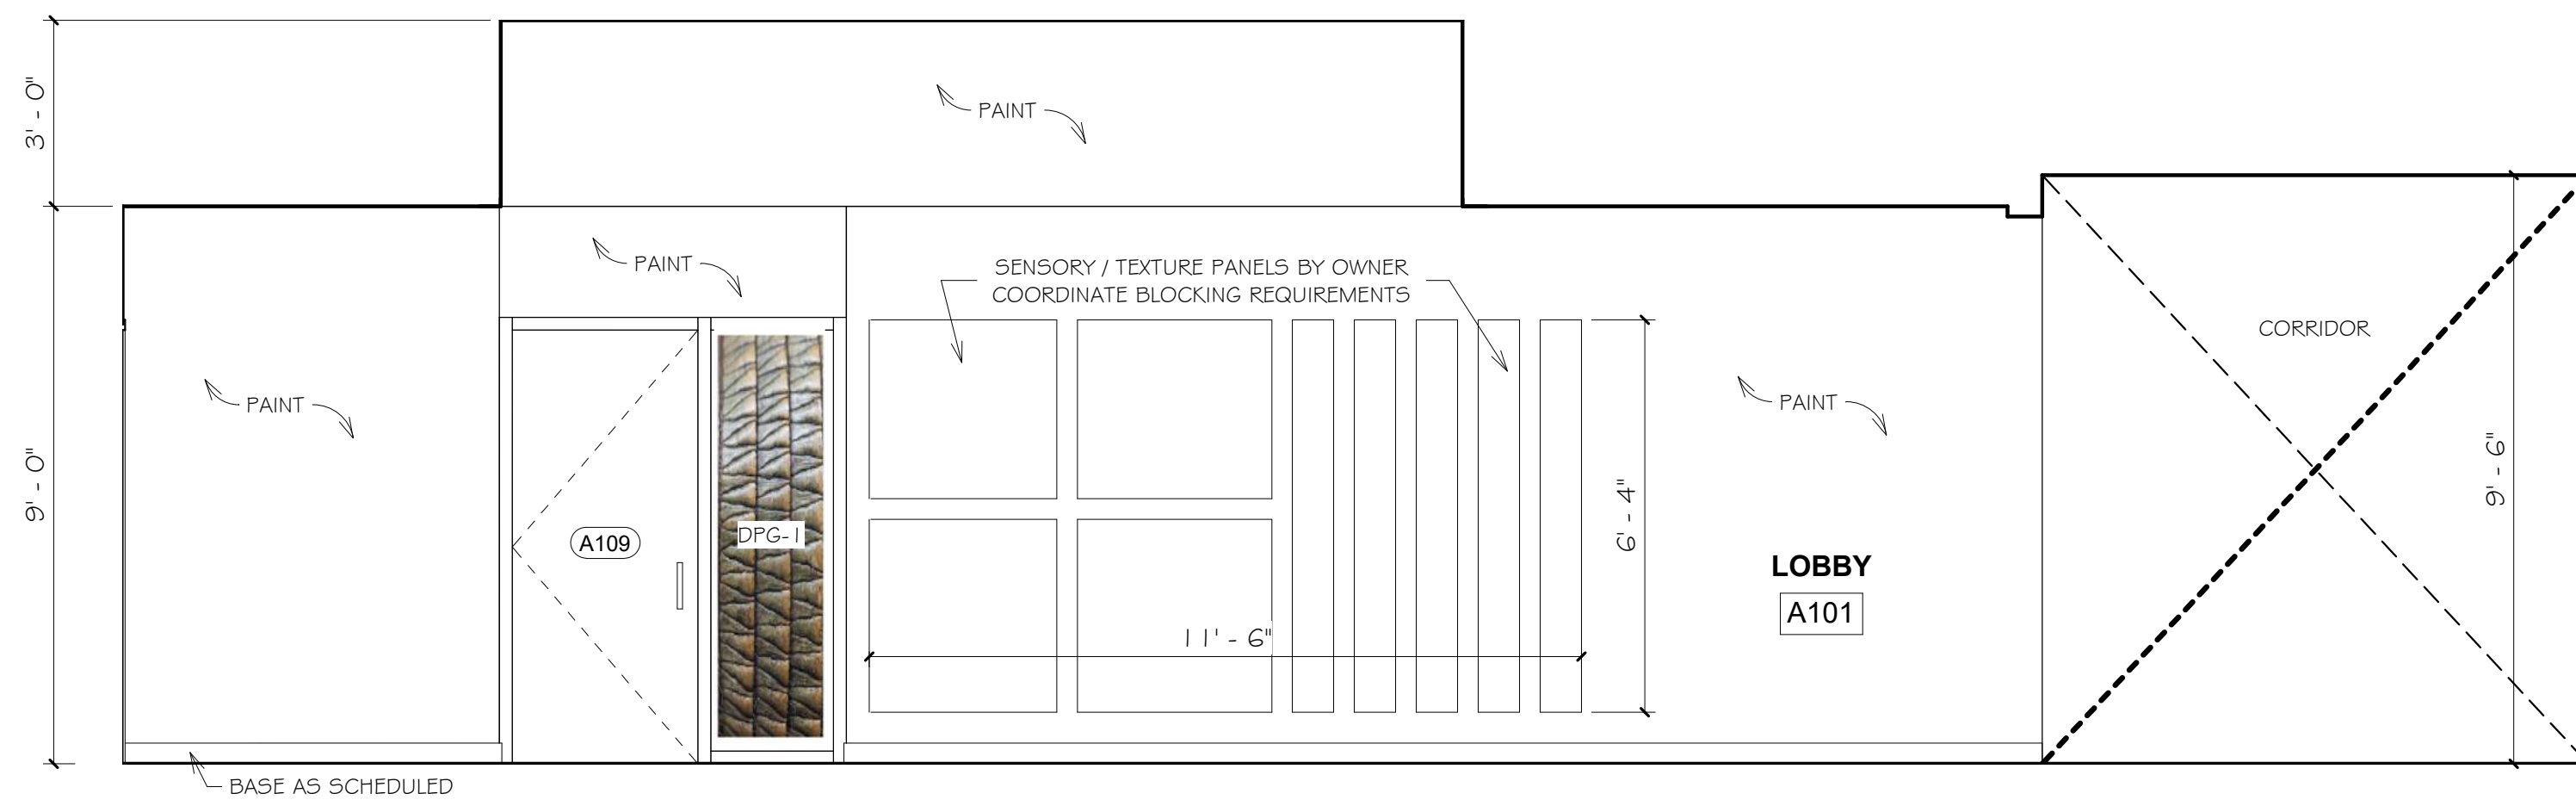 3' - 0"
PAINT
PAINT
SENSORY / TEXTURE PANELS BY OWNER
COORDINATE BLOCKING REQUIREMENTS
CORRIDOR
PAINT
PAINT
9' - 0"
9' - 6"
6' - 4"
DPG-1
A109
LOBBY
A101
11' - 6"
BASE AS SCHEDULED